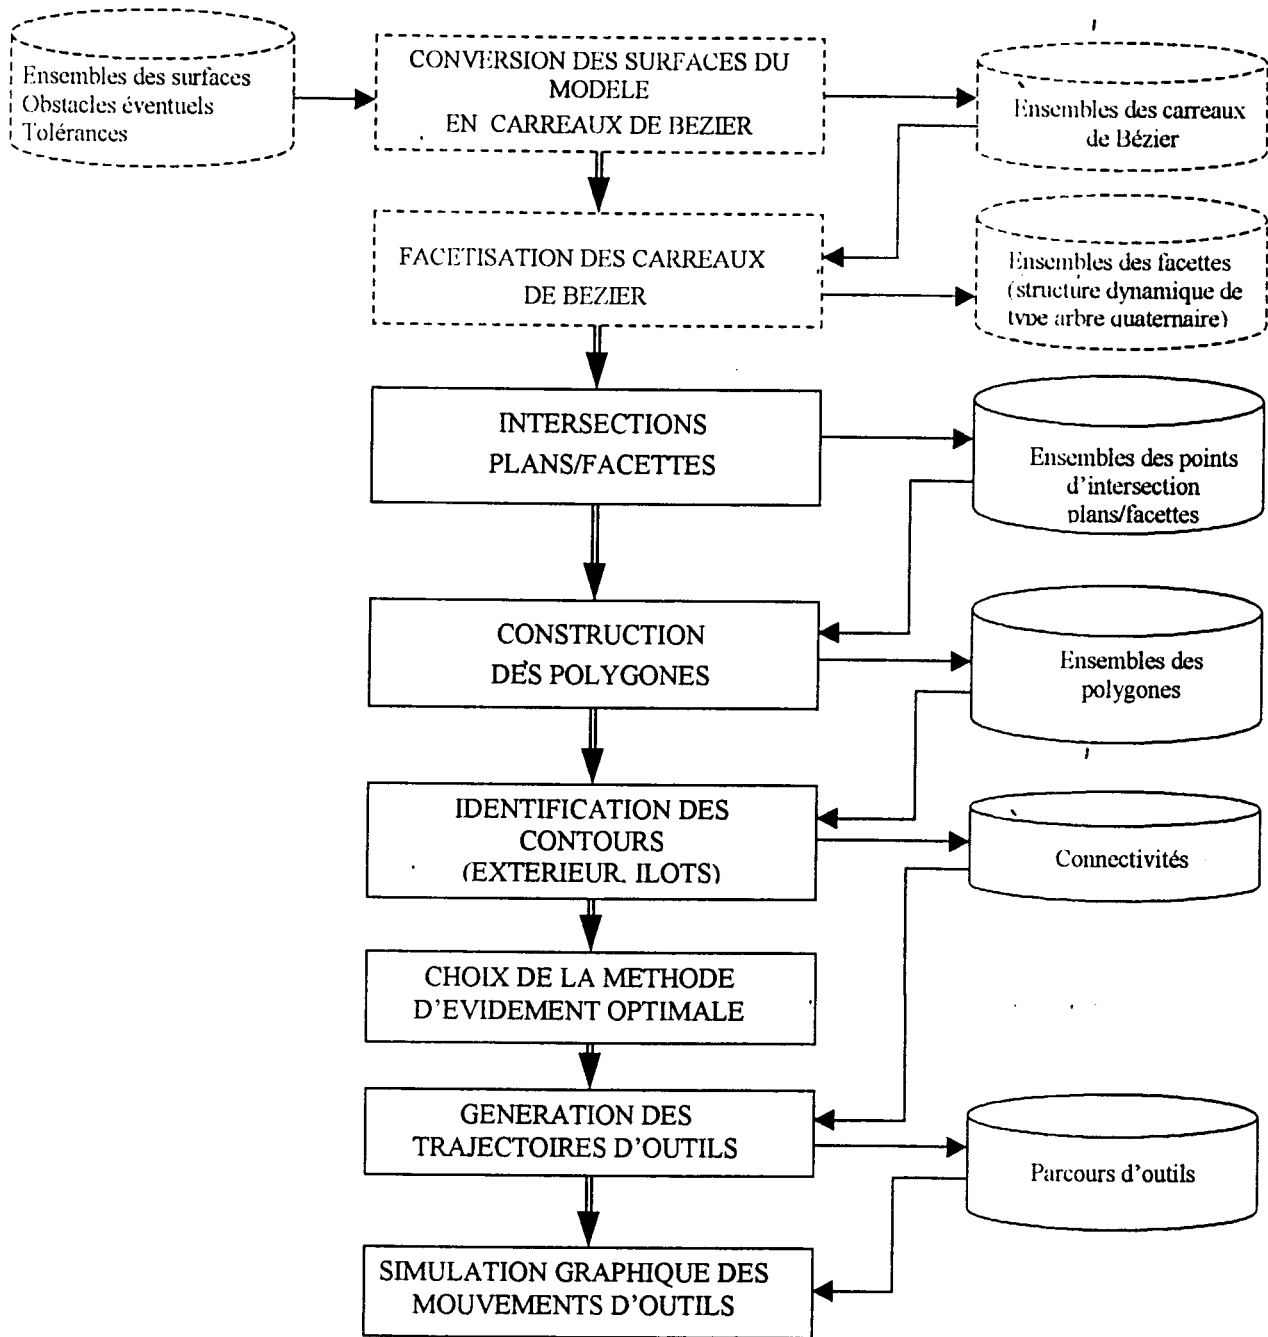 Ensembles des surfaces
Obstacles éventuels
Tolérances
CONVERSION DES SURFACES DU
MODELE
EN CARREAUX DE BEZIER
Ensembles des carreaux
de Bézier
FACETISATION DES CARREAUX
DE BEZIER
Ensembles des facettes
(structure dynamique de
type arbre quaternaire)
INTERSECTIONS
PLANS/FACETTES
Ensembles des points
d'intersection
plans/facettes
CONSTRUCTION
DES POLYGONES
Ensembles des
polygones
IDENTIFICATION DES
CONTOURS
(EXTERIEUR, ILOTS)
Connectivités
CHOIX DE LA METHODE
D'EVIDEMENT OPTIMALE
GENERATION DES
TRAJECTOIRES D'OUTILS
Parcours d'outils
SIMULATION GRAPHIQUE DES
MOUVEMENTS D'OUTILS